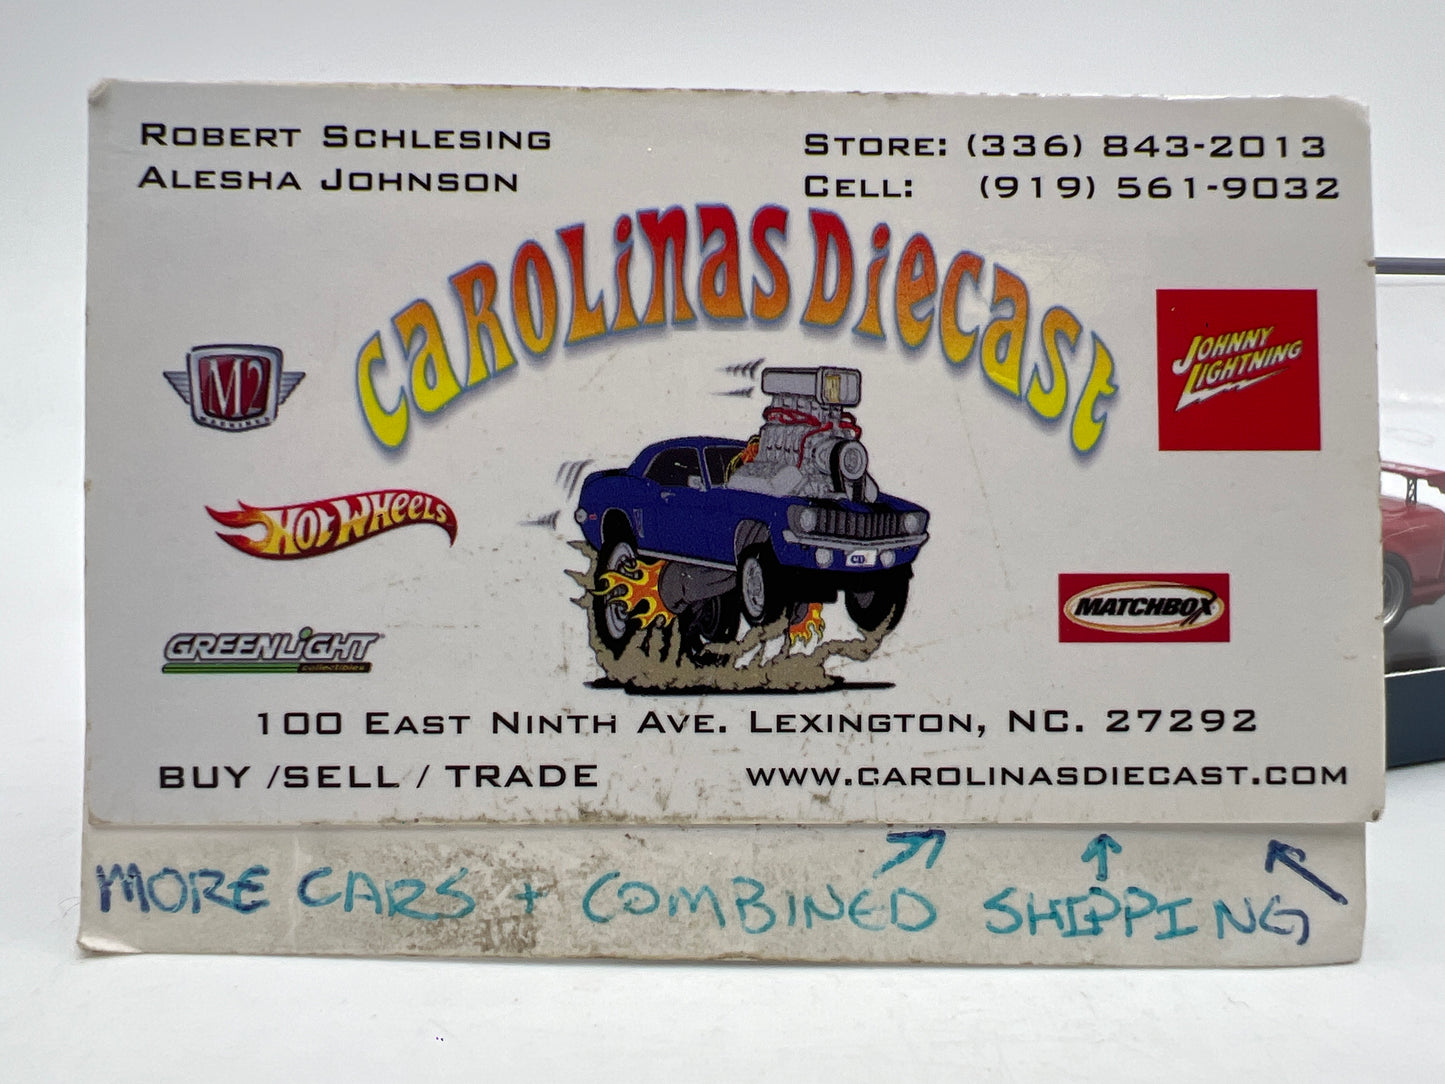 ROBERT SCHLESING
ALESHA JOHNSON
STORE: (336) 843-2013
CELL: (919) 561-9032
CAROLINAS DIECAST
M2
MACHINES
JOHNNY
LIGHTNING
HOT WHEELS
MATCHBOX
GREENLIGHT
collectibles
100 EAST NINTH AVE. LEXINGTON, NC. 27292
BUY /SELL / TRADE
WWW.CAROLINASDIECAST.COM
MORE CARS + COMBINED SHIPPING